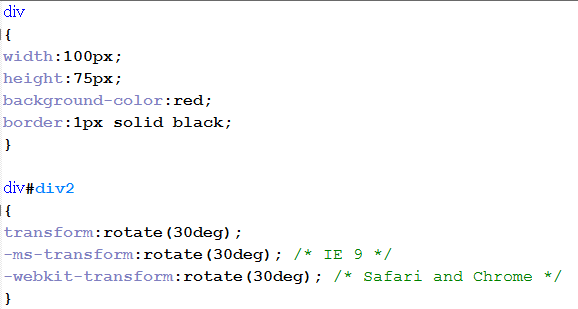 div
{
width:100px;
height:75px;
background-color:red;
border:1px solid black;
}
div#div2
{
transform:rotate(30deg);
-ms-transform:rotate(30deg); /* IE 9 */
-webkit-transform:rotate(30deg); /* Safari and Chrome */
}